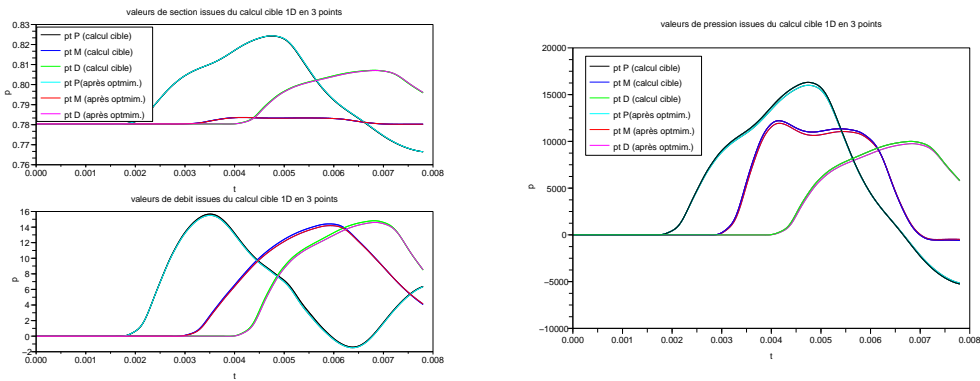 valeurs de section issues du calcul cible 1D en 3 points
0.83
0.82
0.81
0.80
0.79
0.78
0.77
0.76
p
pt P (calcul cible)
pt M (calcul cible)
pt D (calcul cible)
pt P(après optmim.)
pt M (après optmim.)
pt D (après optmim.)
0.000 0.001 0.002 0.003 0.004 0.005 0.006 0.007 0.008
t
valeurs de debit issues du calcul cible 1D en 3 points
16
14
12
10
8
6
4
2
0
−2
p
0.000 0.001 0.002 0.003 0.004 0.005 0.006 0.007 0.008
t
valeurs de pression issues du calcul cible 1D en 3 points
20000
15000
10000
5000
0
−5000
−10000
p
pt P (calcul cible)
pt M (calcul cible)
pt D (calcul cible)
pt P(après optmim.)
pt M (après optmim.)
pt D (après optmim.)
0.000 0.001 0.002 0.003 0.004 0.005 0.006 0.007 0.008
t